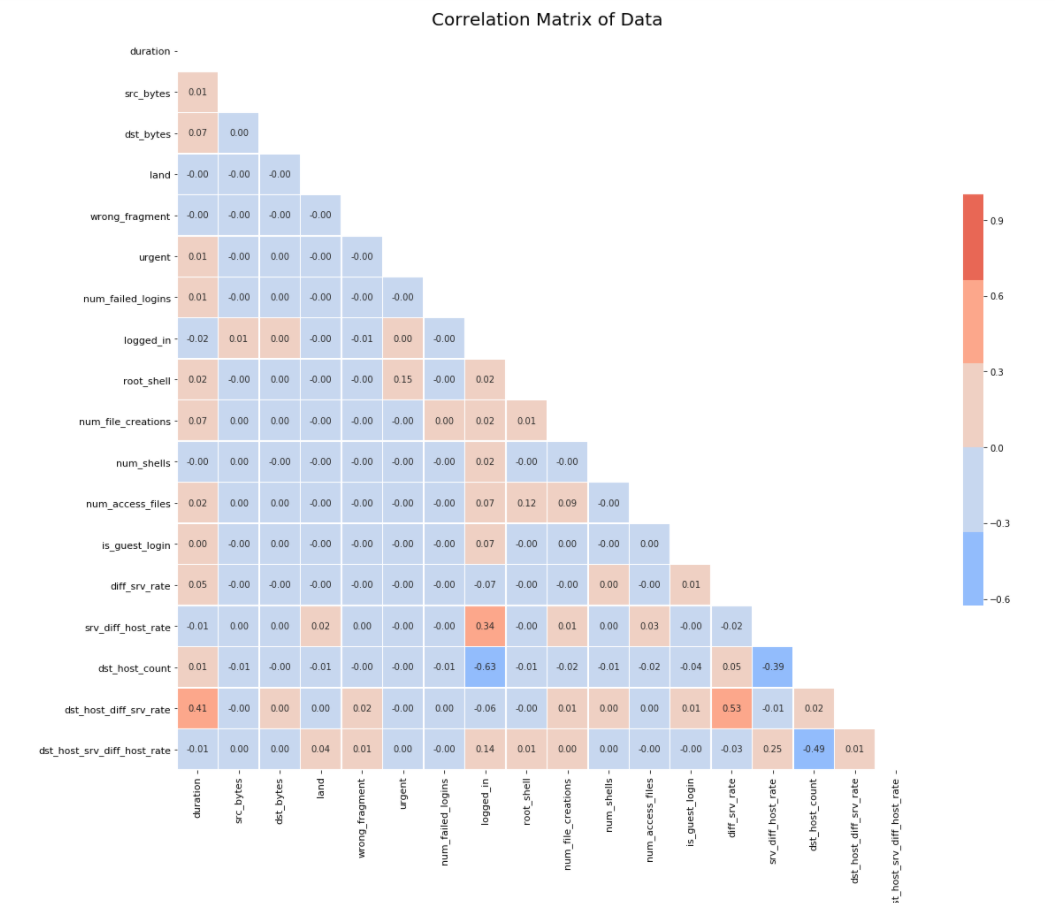 Correlation Matrix of Data
duration
src_bytes 0.01
dst_bytes 0.07 0.00
land -0.00 -0.00 -0.00
wrong_fragment -0.00 -0.00 -0.00 -0.00
urgent 0.01 -0.00 0.00 -0.00 -0.00
num_failed_logins 0.01 -0.00 0.00 -0.00 -0.00 -0.00
logged_in -0.02 0.01 0.00 -0.00 -0.01 0.00 -0.00
root_shell 0.02 -0.00 0.00 -0.00 -0.00 0.15 -0.00 0.02
num_file_creations 0.07 0.00 0.00 -0.00 -0.00 -0.00 0.00 0.02 0.01
num_shells -0.00 0.00 -0.00 -0.00 -0.00 -0.00 -0.00 0.02 -0.00 -0.00
num_access_files 0.02 0.00 0.00 -0.00 -0.00 -0.00 -0.00 0.07 0.12 0.09 -0.00
is_guest_login 0.00 -0.00 -0.00 -0.00 -0.00 -0.00 -0.00 0.07 -0.00 0.00 -0.00 0.00
diff_srv_rate 0.05 -0.00 -0.00 -0.00 -0.00 -0.00 -0.00 -0.07 -0.00 -0.00 0.00 -0.00 0.01
srv_diff_host_rate -0.01 0.00 0.00 0.02 0.00 -0.00 -0.00 0.34 -0.00 0.01 0.00 0.03 -0.00 -0.02
dst_host_count 0.01 -0.01 -0.00 -0.01 -0.00 -0.00 -0.01 -0.63 -0.01 -0.02 -0.01 -0.02 -0.04 0.05 -0.39
dst_host_diff_srv_rate 0.41 -0.00 0.00 0.00 0.02 -0.00 0.00 -0.06 -0.00 0.01 0.00 0.00 0.01 0.53 -0.01 0.02
dst_host_srv_diff_host_rate -0.01 0.00 0.00 0.04 0.01 0.00 -0.00 0.14 0.01 0.00 0.00 -0.00 -0.00 -0.03 0.25 -0.49 0.01
duration
src_bytes
dst_bytes
land
wrong_fragment
urgent
num_failed_logins
logged_in
root_shell
num_file_creations
num_shells
num_access_files
is_guest_login
diff_srv_rate
srv_diff_host_rate
dst_host_count
dst_host_diff_srv_rate
st_host_srv_diff_host_rate
0.9
0.6
0.3
0.0
−0.3
−0.6